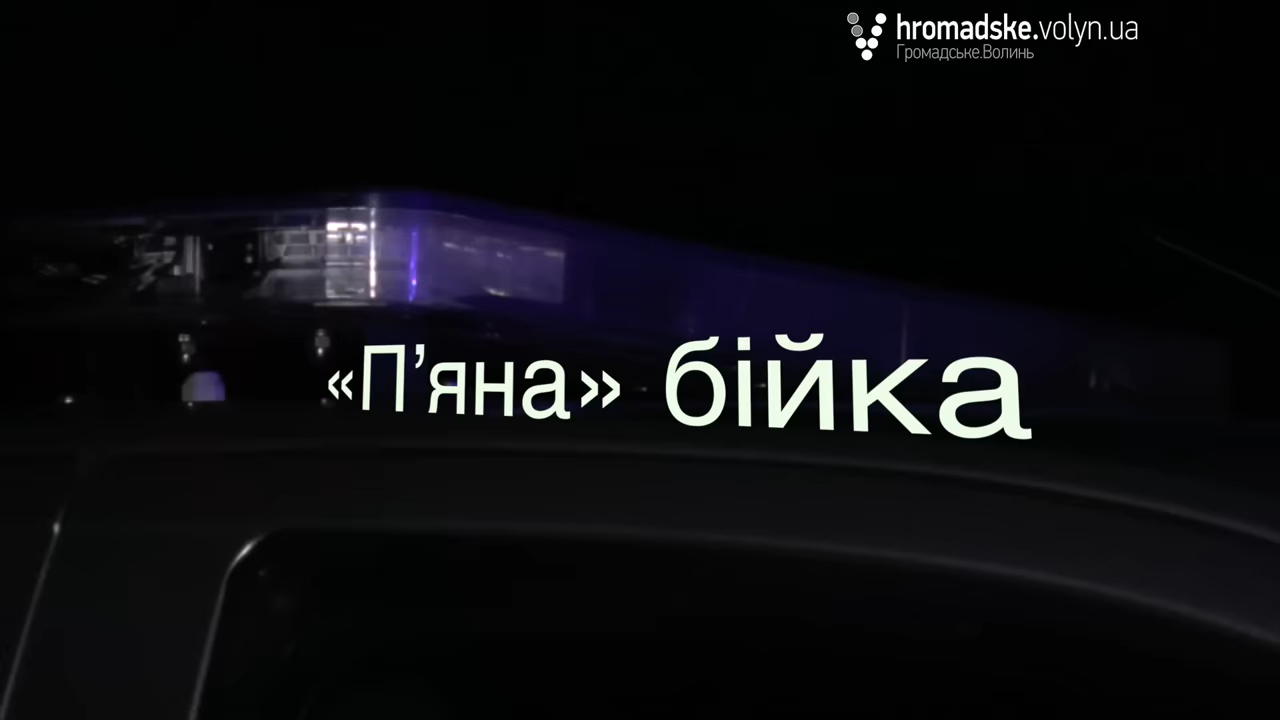 hromadske.volyn.ua
Громадське.Волинь
«П’яна» бійка